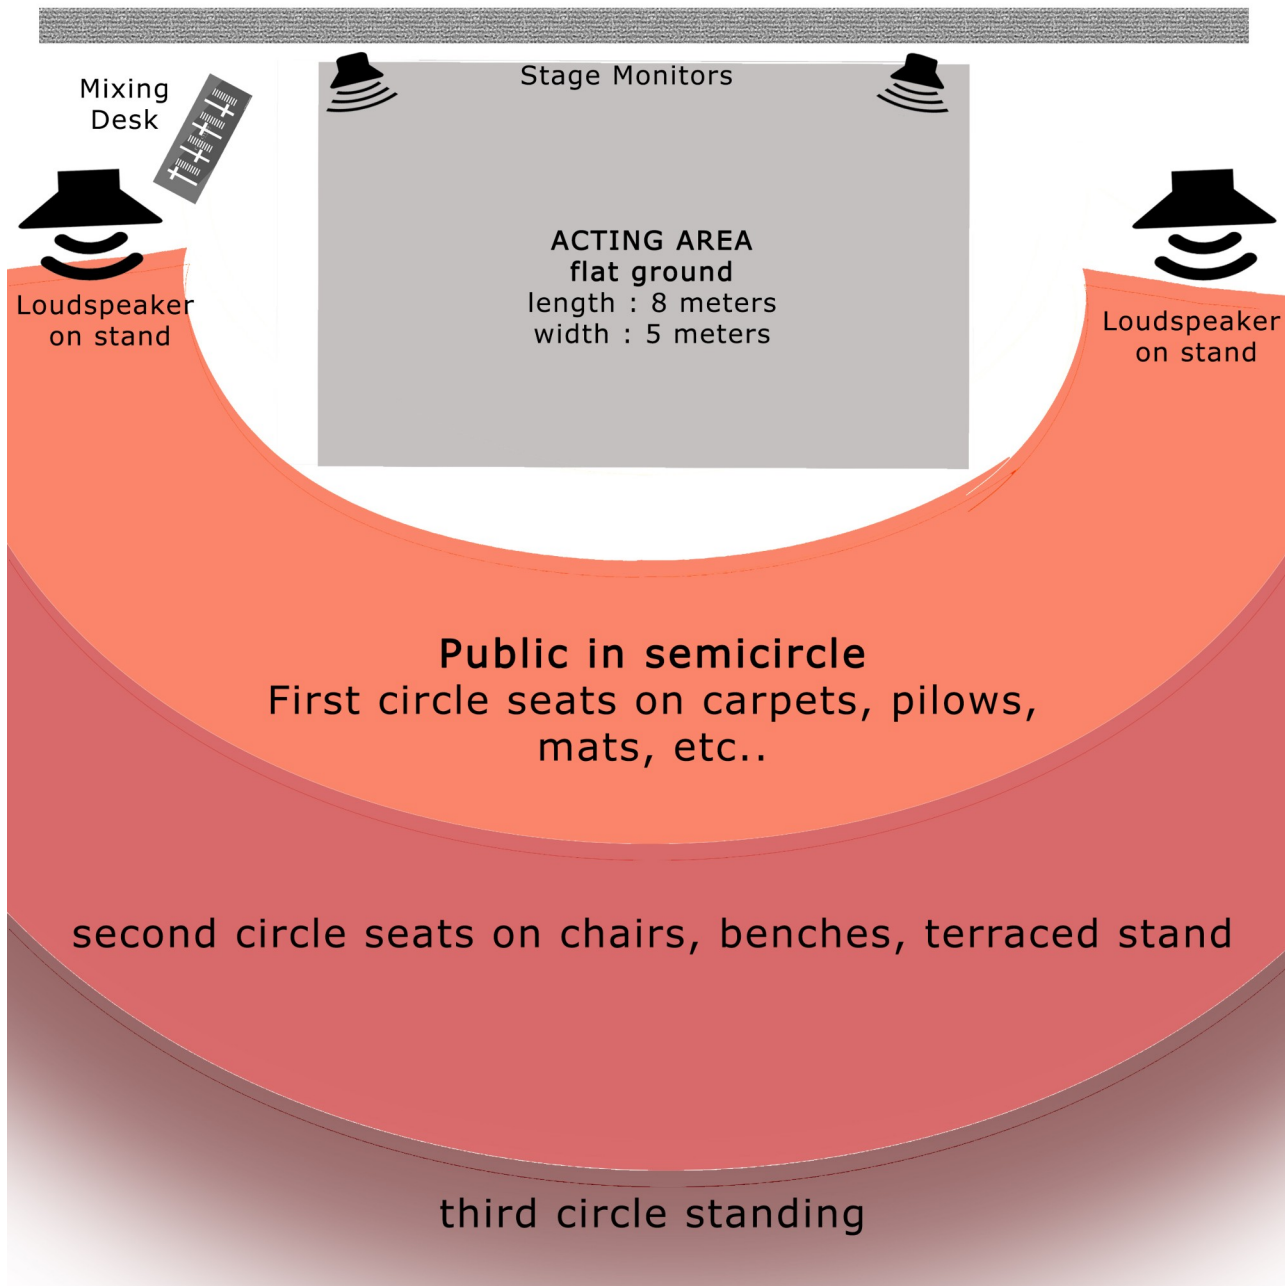 Mixing
Desk
Stage Monitors
ACTING AREA
flat ground
length : 8 meters
width : 5 meters
Loudspeaker
on stand
Loudspeaker
on stand
Public in semicircle
First circle seats on carpets, pilows,
mats, etc..
second circle seats on chairs, benches, terraced stand
third circle standing